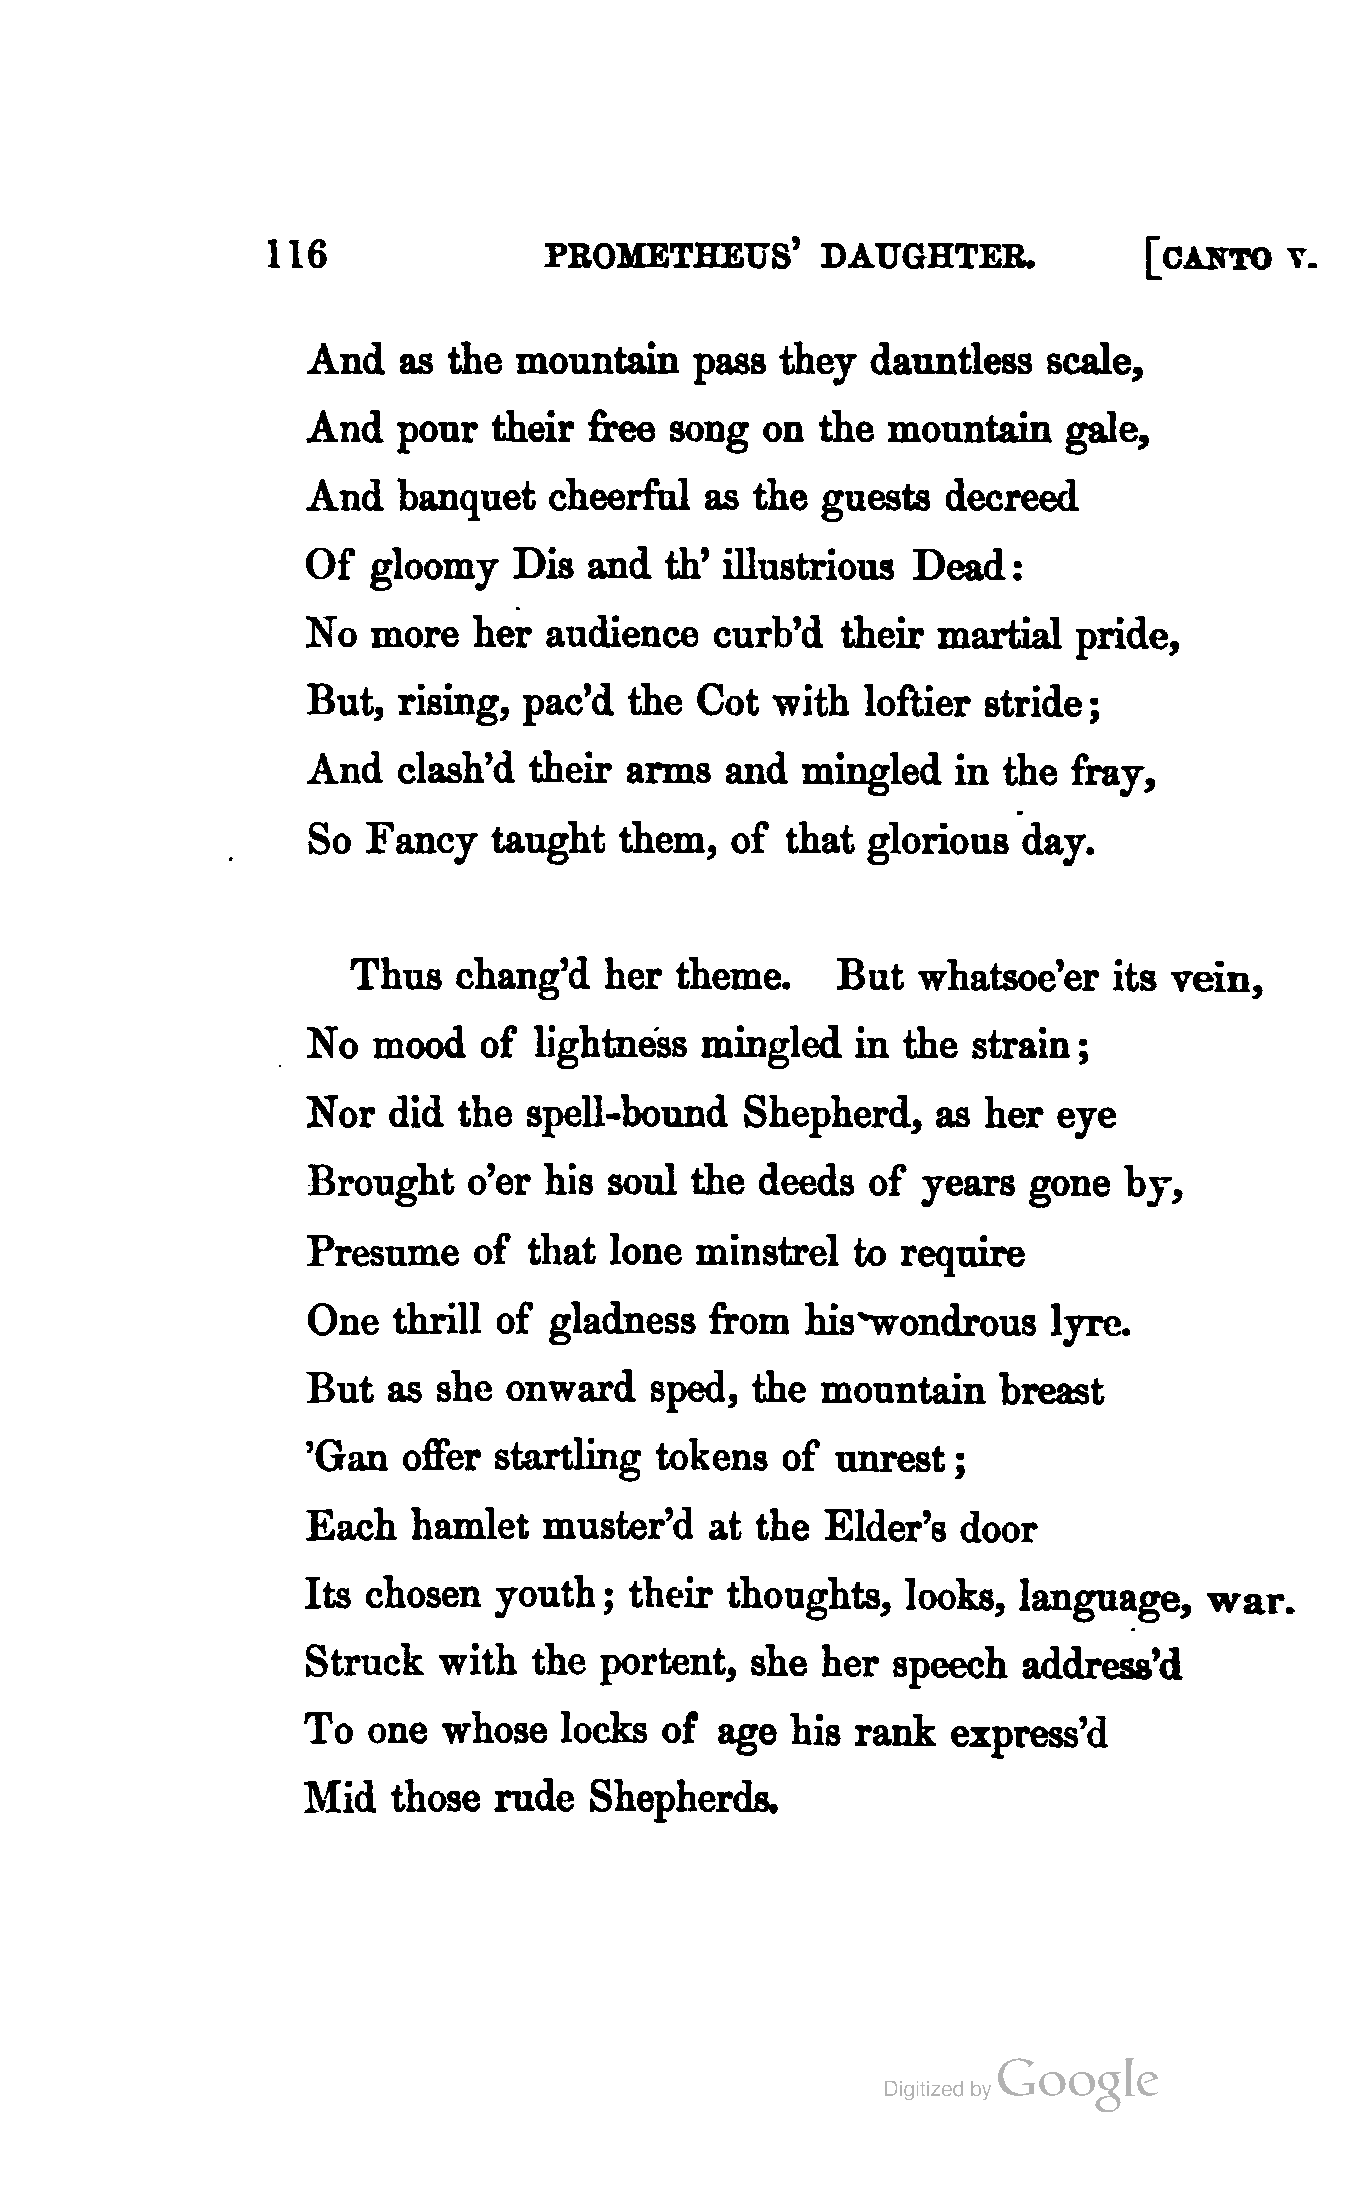 116 PROMETHEUS' DAUGHTER. [CANTO V.
And as the mountain pass they dauntless scale,
And pour their free song on the mountain gale,
And banquet cheerful as the guests decreed
Of gloomy Dis and th' illustrious Dead:
No more her audience curb'd their martial pride,
But, rising, pac'd the Cot with loftier stride;
And clash'd their arms and mingled in the fray,
So Fancy taught them, of that glorious day.
Thus chang'd her theme. But whatsoe'er its vein,
No mood of lightness mingled in the strain;
Nor did the spell-bound Shepherd, as her eye
Brought o'er his soul the deeds of years gone by,
Presume of that lone minstrel to require
One thrill of gladness from his wondrous lyre.
But as she onward sped, the mountain breast
'Gan offer startling tokens of unrest;
Each hamlet muster'd at the Elder's door
Its chosen youth; their thoughts, looks, language, war.
Struck with the portent, she her speech address'd
To one whose locks of age his rank express'd
Mid those rude Shepherds.
Digitized by Google